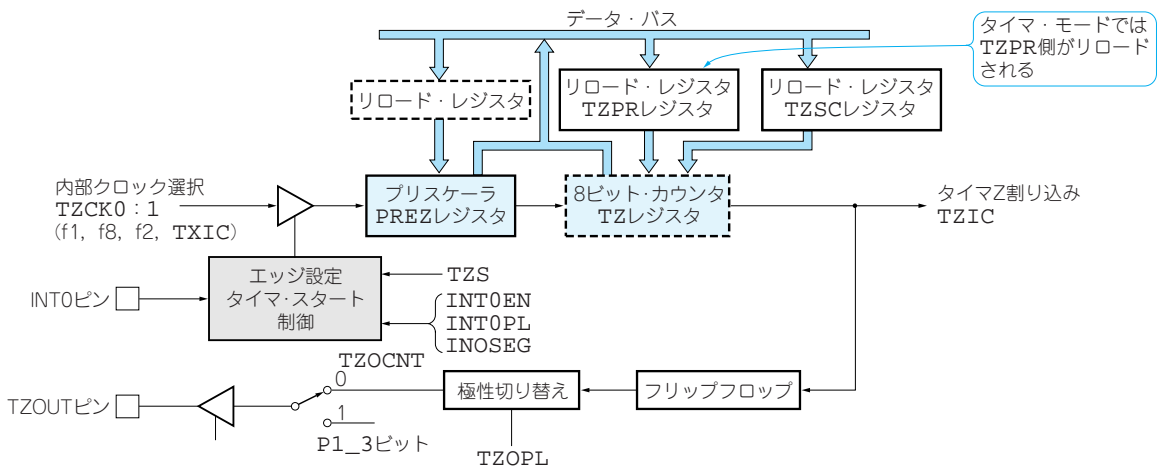 データ・バス
タイマ・モードでは
TZPR側がリロード
される
リロード・レジスタ
リロード・レジスタ
TZPRレジスタ
リロード・レジスタ
TZSCレジスタ
内部クロック選択
TZCK0:1
(f1, f8, f2, TXIC)
プリスケーラ
PREZレジスタ
8ビット・カウンタ
TZレジスタ
タイマZ割り込み
TZIC
INT0ピン
エッジ設定
タイマ・スタート
制御
TZS
INT0EN
INT0PL
INOSEG
TZOCNT
TZOUTピン
0
1
P1_3ビット
極性切り替え
TZOPL
フリップフロップ